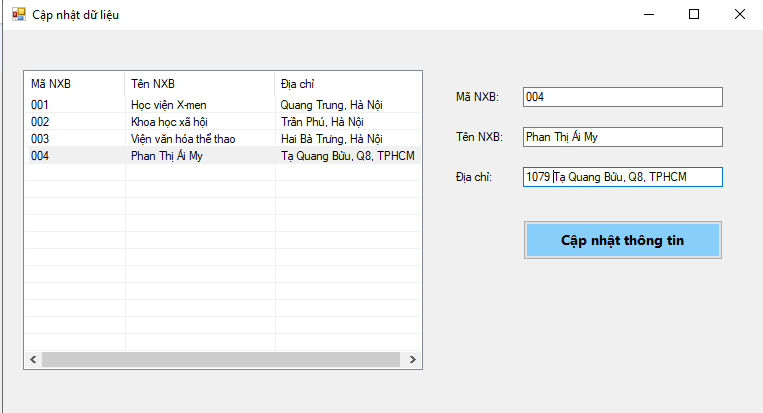 Cập nhật dữ liệu
Mã NXB Tên NXB Địa chỉ
001 Học viện X-men Quang Trung, Hà Nội
002 Khoa học xã hội Trần Phú, Hà Nội
003 Viện văn hóa thể thao Hai Bà Trưng, Hà Nội
004 Phan Thị Ái My Tạ Quang Bửu, Q8, TPHCM
Mã NXB: 004
Tên NXB: Phan Thị Ái My
Địa chỉ: 1079 Tạ Quang Bửu, Q8, TPHCM
Cập nhật thông tin